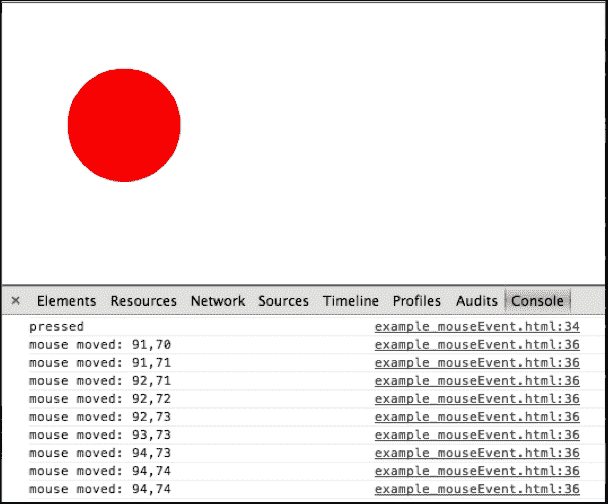 × Elements Resources Network Sources Timeline Profiles Audits Console
pressed example_mouseEvent.html:34
mouse moved: 91,70 example_mouseEvent.html:36
mouse moved: 91,71 example_mouseEvent.html:36
mouse moved: 92,71 example_mouseEvent.html:36
mouse moved: 92,72 example_mouseEvent.html:36
mouse moved: 92,73 example_mouseEvent.html:36
mouse moved: 93,73 example_mouseEvent.html:36
mouse moved: 94,73 example_mouseEvent.html:36
mouse moved: 94,74 example_mouseEvent.html:36
mouse moved: 94,74 example_mouseEvent.html:36